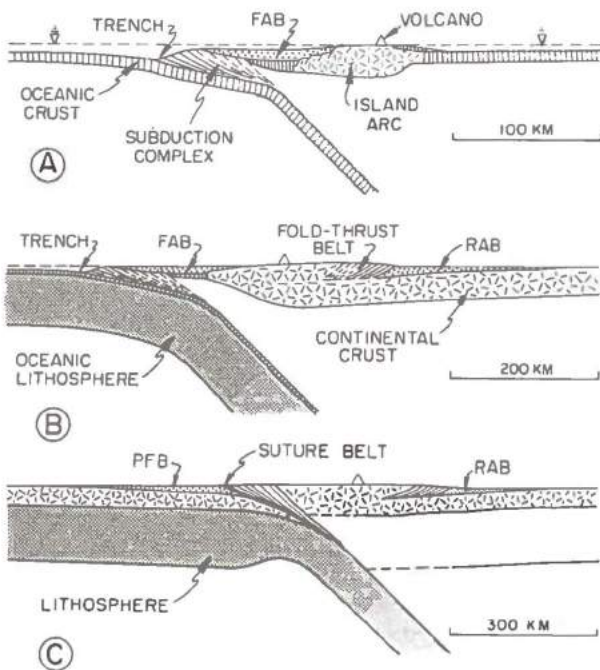 TRENCH
FAB
VOLCANO
OCEANIC
CRUST
SUBDUCTION
COMPLEX
ISLAND
ARC
100 KM
A
TRENCH
FAB
FOLD-THRUST
BELT
RAB
OCEANIC
LITHOSPHERE
CONTINENTAL
CRUST
200 KM
B
PFB
SUTURE BELT
RAB
LITHOSPHERE
300 KM
C